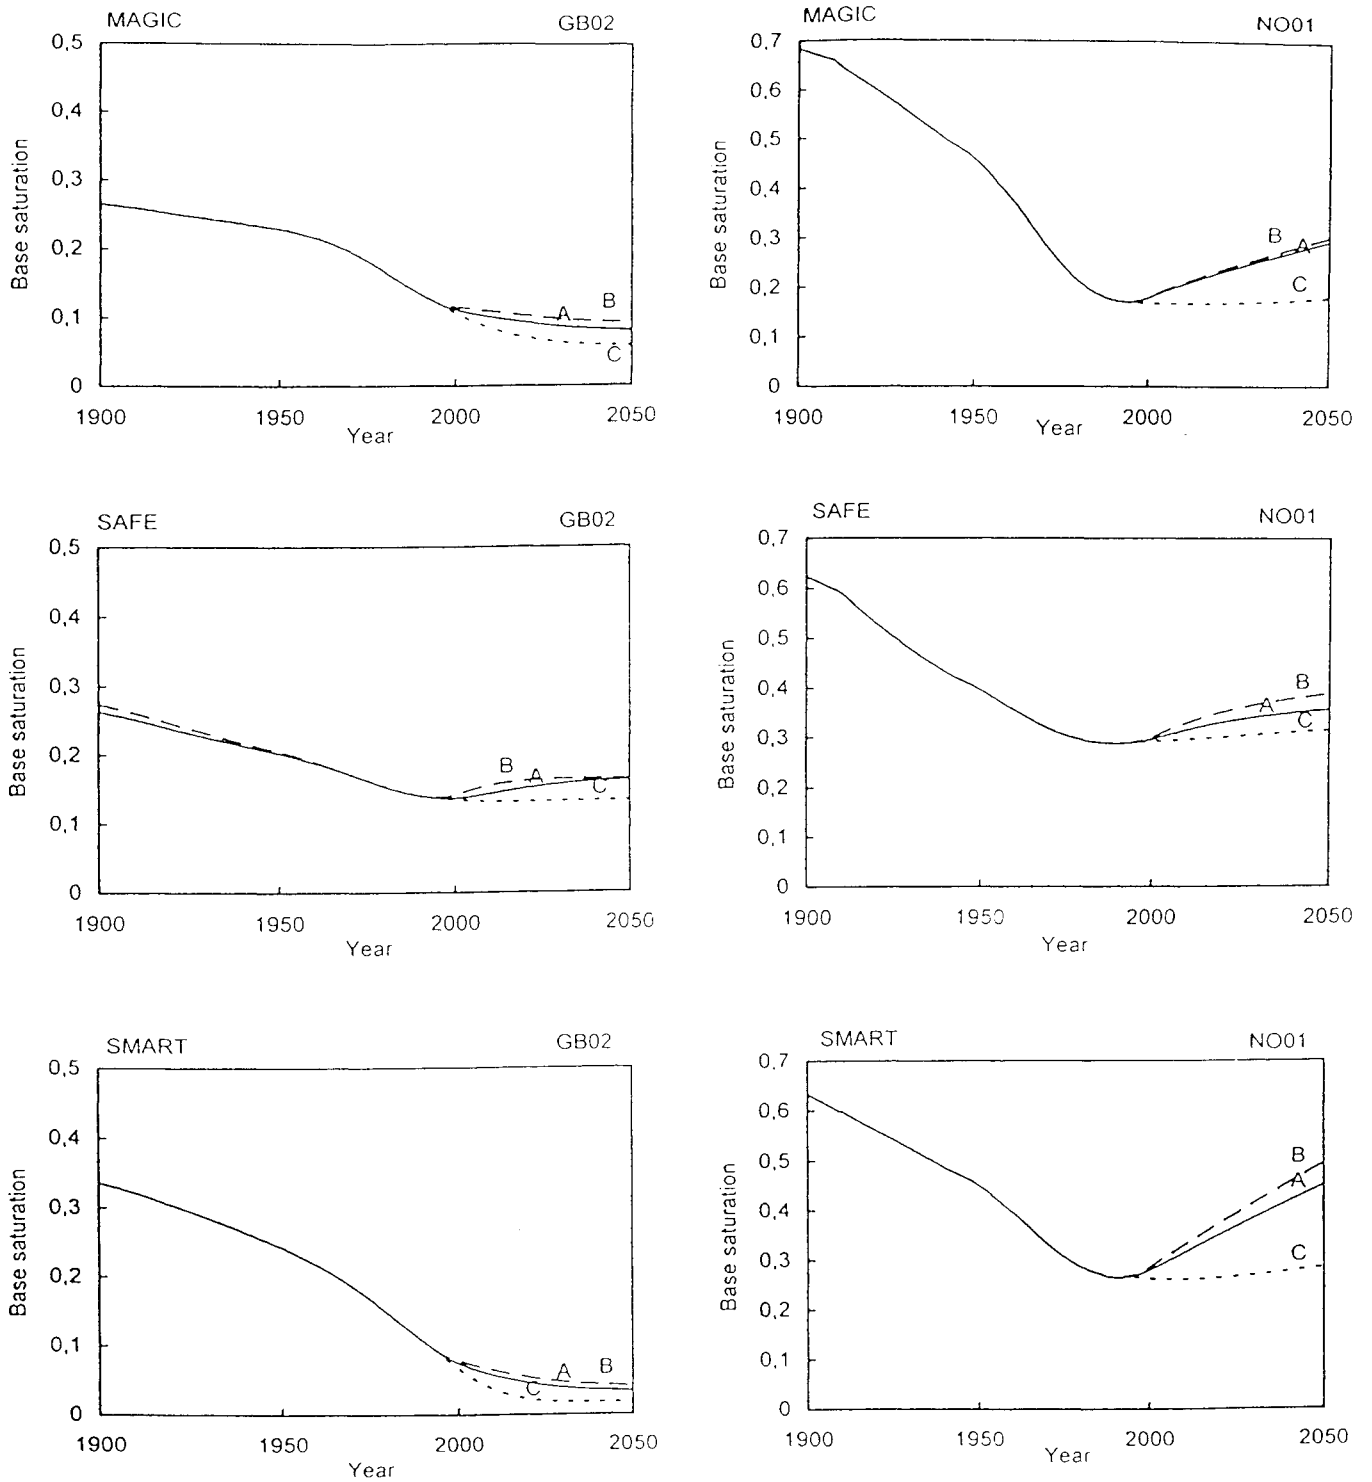 MAGIC GB02
0,5
0,4
0,3
0,2
0,1
0
Base saturation
A B
C
1900 1950 2000 2050
Year
MAGIC NO01
0,7
0,6
0,5
0,4
0,3
0,2
0,1
0
Base saturation
B A
C
1900 1950 2000 2050
Year
SAFE GB02
0,5
0,4
0,3
0,2
0,1
0
Base saturation
B A
C
1900 1950 2000 2050
Year
SAFE NO01
0,7
0,6
0,5
0,4
0,3
0,2
0,1
0
Base saturation
B
A
C
1900 1950 2000 2050
Year
SMART GB02
0,5
0,4
0,3
0,2
0,1
0
Base saturation
A B
C
1900 1950 2000 2050
Year
SMART NO01
0,7
0,6
0,5
0,4
0,3
0,2
0,1
0
Base saturation
B
A
C
1900 1950 2000 2050
Year